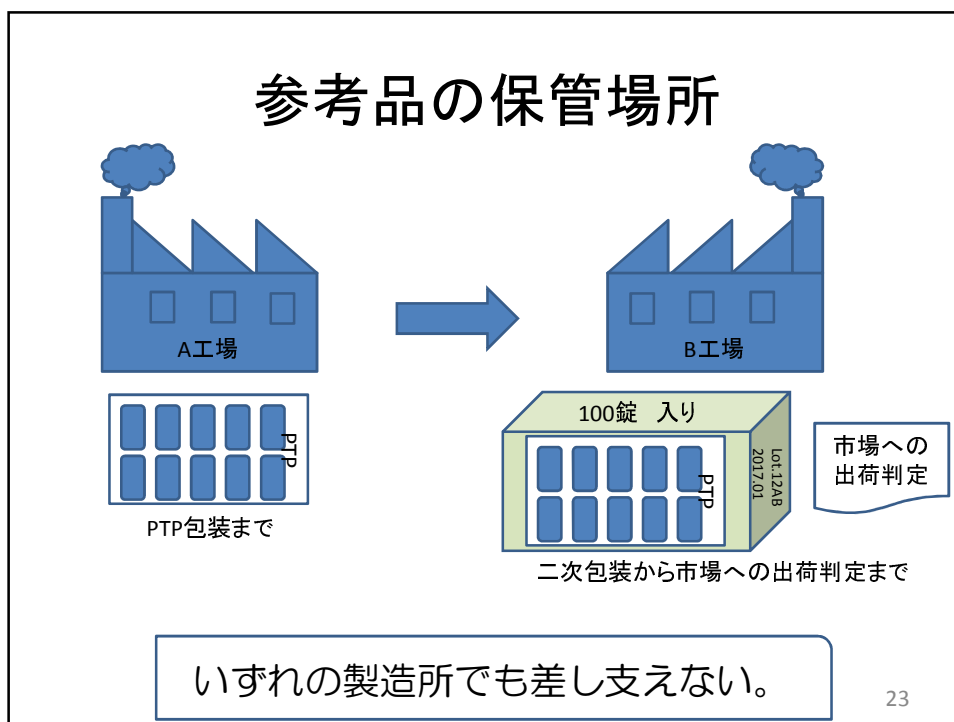 参考品の保管場所
A工場
B工場
PTP
PTP包装まで
100錠 入り
PTP
Lot.12AB
2017.01
市場への
出荷判定
二次包装から市場への出荷判定まで
いずれの製造所でも差し支えない。
23